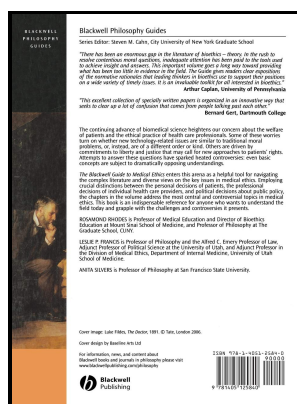 BLACKWELL
PHILOSOPHY
GUIDES
Blackwell Philosophy Guides
Series Editor: Steven M. Cahn, City University of New York Graduate School
"There has been an enormous gap in the literature of bioethics – theory. In the rush to
resolve contentious moral questions, inadequate attention has been paid to the tools used
to achieve insight and answers. This important volume goes a long way toward providing
what has been too little in evidence in the field. The Guide gives readers clear expositions
of the normative rationales that leading thinkers in bioethics use to support their positions
on a wide variety of timely issues. It is an invaluable toolkit for all interested in bioethics."
Arthur Caplan, University of Pennsylvania
"This excellent collection of specially written papers is organized in an innovative way that
seeks to clear up a lot of confusion that comes from people talking past each other."
Bernard Gert, Dartmouth College
The continuing advance of biomedical science heightens our concern about the welfare
of patients and the ethical practice of health care professionals. Some of these worries
turn on whether new technology-related issues are similar to traditional moral
problems, or, instead, are of a different order or kind. Others are driven by
commitments to liberty and justice that may call for new approaches to patients' rights.
Attempts to answer these questions have sparked heated controversies: even basic
concepts are subject to dramatically opposing understandings.
The Blackwell Guide to Medical Ethics enters this arena as a helpful tool for navigating
the complex literature and diverse views on the key issues in medical ethics. Employing
crucial distinctions between the personal decisions of patients, the professional
decisions of individual health care providers, and political decisions about public policy,
the chapters in the volume address the most central and controversial topics in medical
ethics. This book is an indispensable reference for anyone who wants to understand the
field today and grapple with the challenges and controversies it presents.
ROSAMOND RHODES is Professor of Medical Education and Director of Bioethics
Education at Mount Sinai School of Medicine, and Professor of Philosophy at The
Graduate School, CUNY.
LESLIE P. FRANCIS is Professor of Philosophy and the Alfred C. Emery Professor of Law,
Adjunct Professor of Political Science at the University of Utah, and Adjunct Professor in
the Division of Medical Ethics, Department of Internal Medicine, University of Utah
School of Medicine.
ANITA SILVERS is Professor of Philosophy at San Francisco State University.
Cover image: Luke Fildes, The Doctor, 1891. © Tate, London 2006.
Cover design by Baseline Arts Ltd
For information, news, and content about
Blackwell books and journals in philosophy please visit
www.blackwellpublishing.com/philosophy
Blackwell
Publishing
ISBN 978-1-4051-2584-0
90000
9 781405 125840